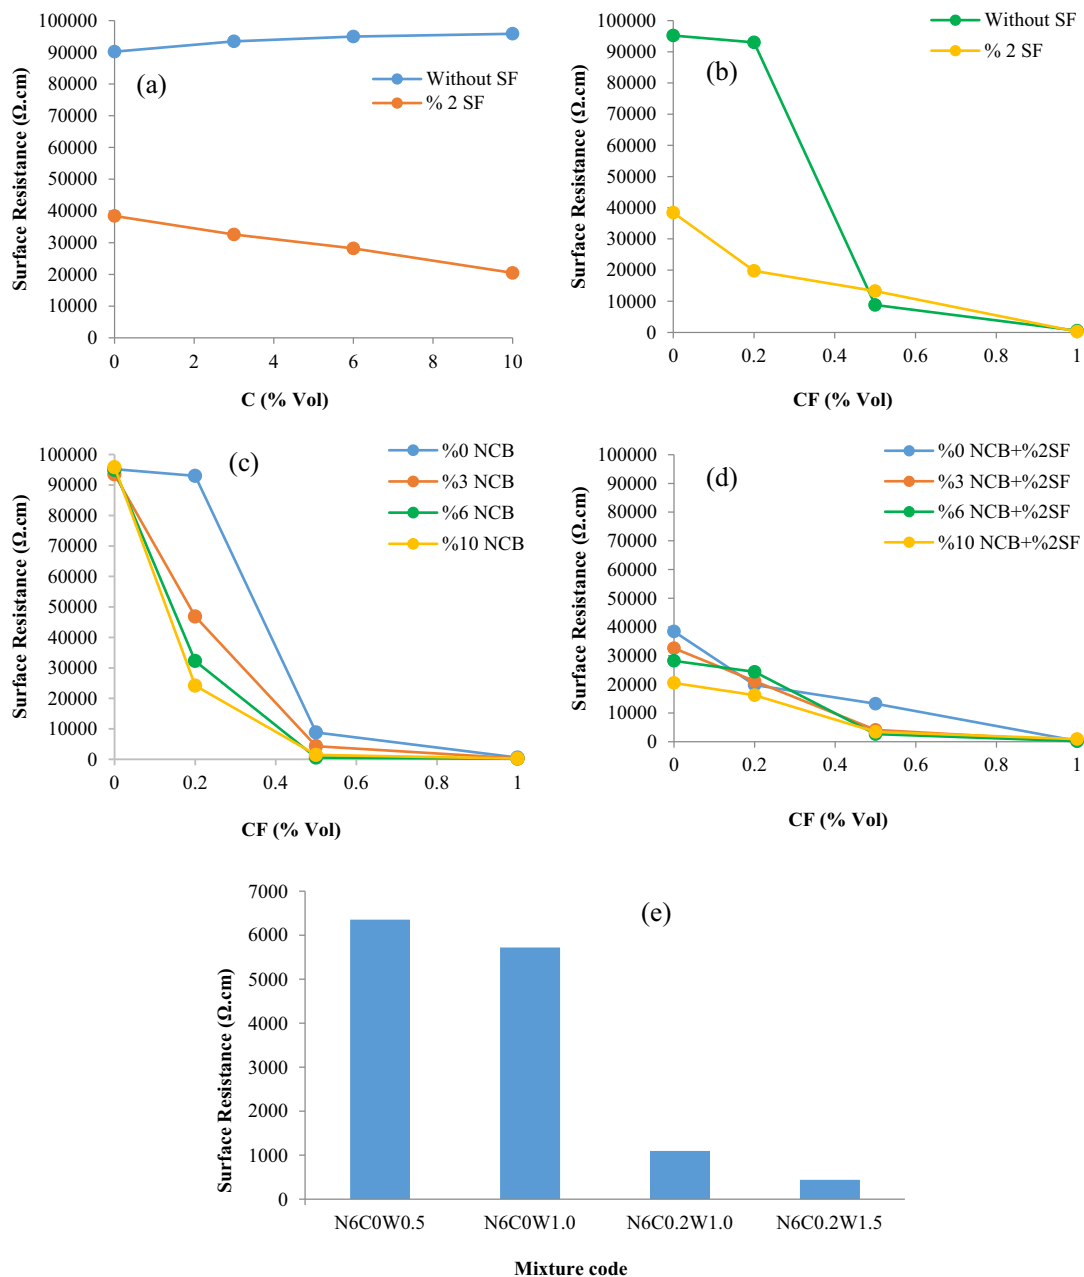 Surface Resistance (Ω.cm)
100000
90000
80000
70000
60000
50000
40000
30000
20000
10000
0
(a)
Without SF
% 2 SF
0 2 4 6 8 10
C (% Vol)
Surface Resistance (Ω.cm)
100000
90000
80000
70000
60000
50000
40000
30000
20000
10000
0
(b)
Without SF
% 2 SF
0 0.2 0.4 0.6 0.8 1
CF (% Vol)
Surface Resistance (Ω.cm)
100000
90000
80000
70000
60000
50000
40000
30000
20000
10000
0
(c)
%0 NCB
%3 NCB
%6 NCB
%10 NCB
0 0.2 0.4 0.6 0.8 1
CF (% Vol)
Surface Resistance (Ω.cm)
100000
90000
80000
70000
60000
50000
40000
30000
20000
10000
0
(d)
%0 NCB+%2SF
%3 NCB+%2SF
%6 NCB+%2SF
%10 NCB+%2SF
0 0.2 0.4 0.6 0.8 1
CF (% Vol)
Surface Resistance (Ω.cm)
7000
6000
5000
4000
3000
2000
1000
0
(e)
N6C0W0.5 N6C0W1.0 N6C0.2W1.0 N6C0.2W1.5
Mixture code